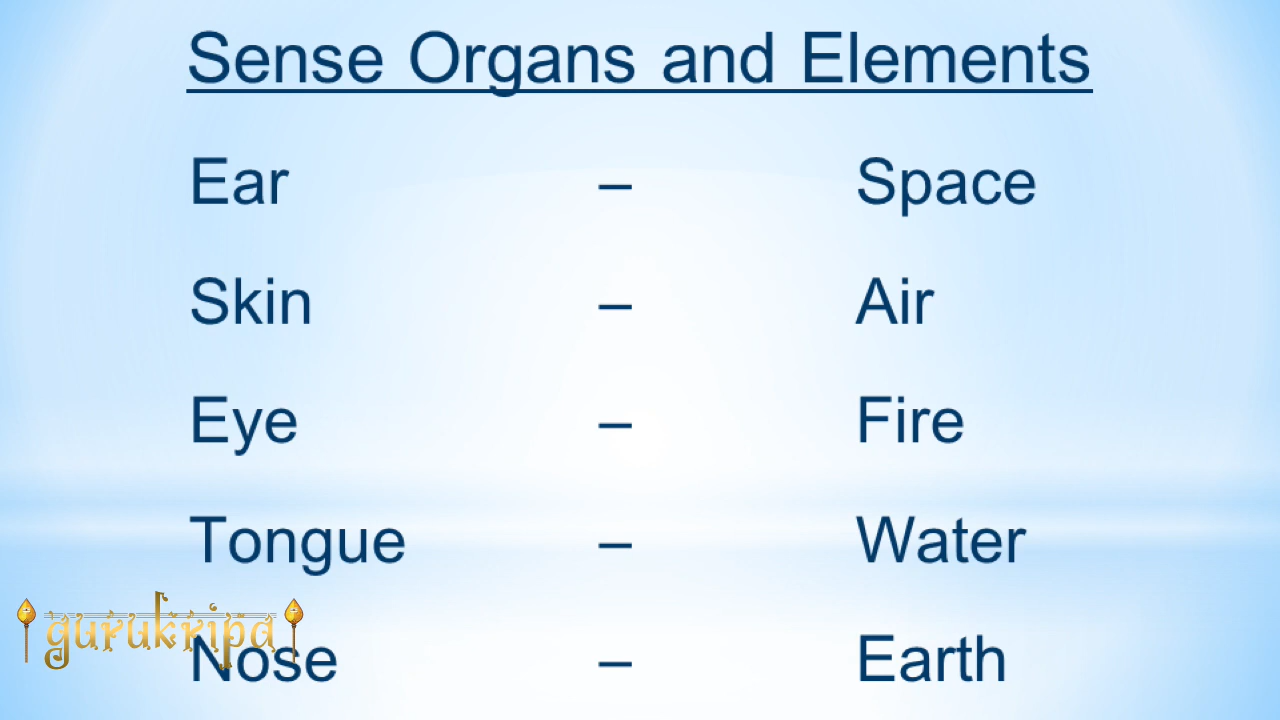 Sense Organs and Elements
Ear – Space
Skin – Air
Eye – Fire
Tongue – Water
gurukripa
Nose – Earth